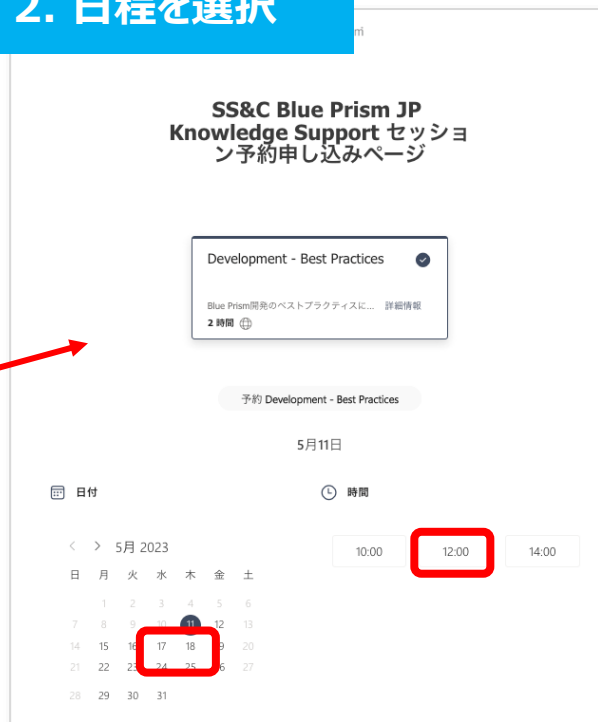 2. 日程を選択
SS&C Blue Prism JP
Knowledge Support セッショ
ン予約申し込みページ
Development - Best Practices
Blue Prism開発のベストプラクティスに... 詳細情報
2 時間
予約 Development - Best Practices
5月11日
日付
時間
5月 2023
10:00 12:00 14:00
日 月 火 水 木 金 土
1 2 3 4 5 6
7 8 9 10 11 12 13
14 15 16 17 18 19 20
21 22 23 24 25 26 27
28 29 30 31